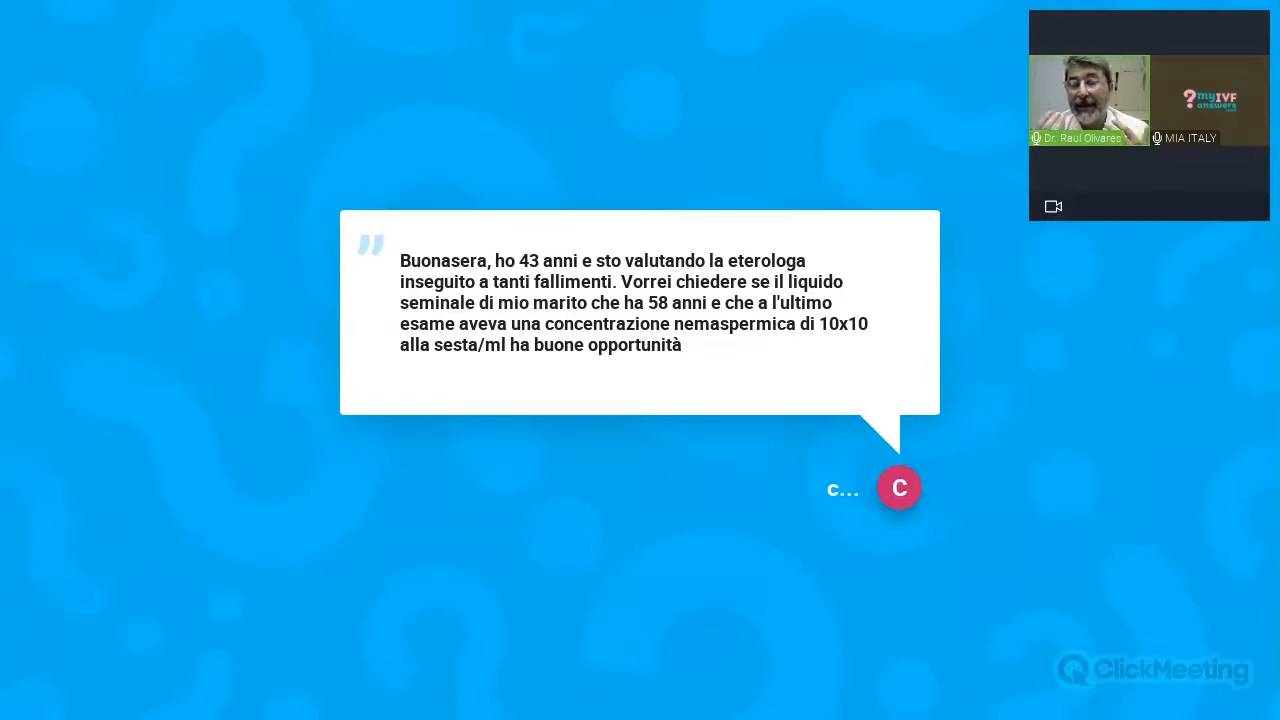 Buonasera, ho 43 anni e sto valutando la eterologa
inseguito a tanti fallimenti. Vorrei chiedere se il liquido
seminale di mio marito che ha 58 anni e che a l'ultimo
esame aveva una concentrazione nemaspermica di 10x10
alla sesta/ml ha buone opportunità
c...
C
? myIVF
answers
Dr. Raul Olivares
MIA ITALY
ClickMeeting